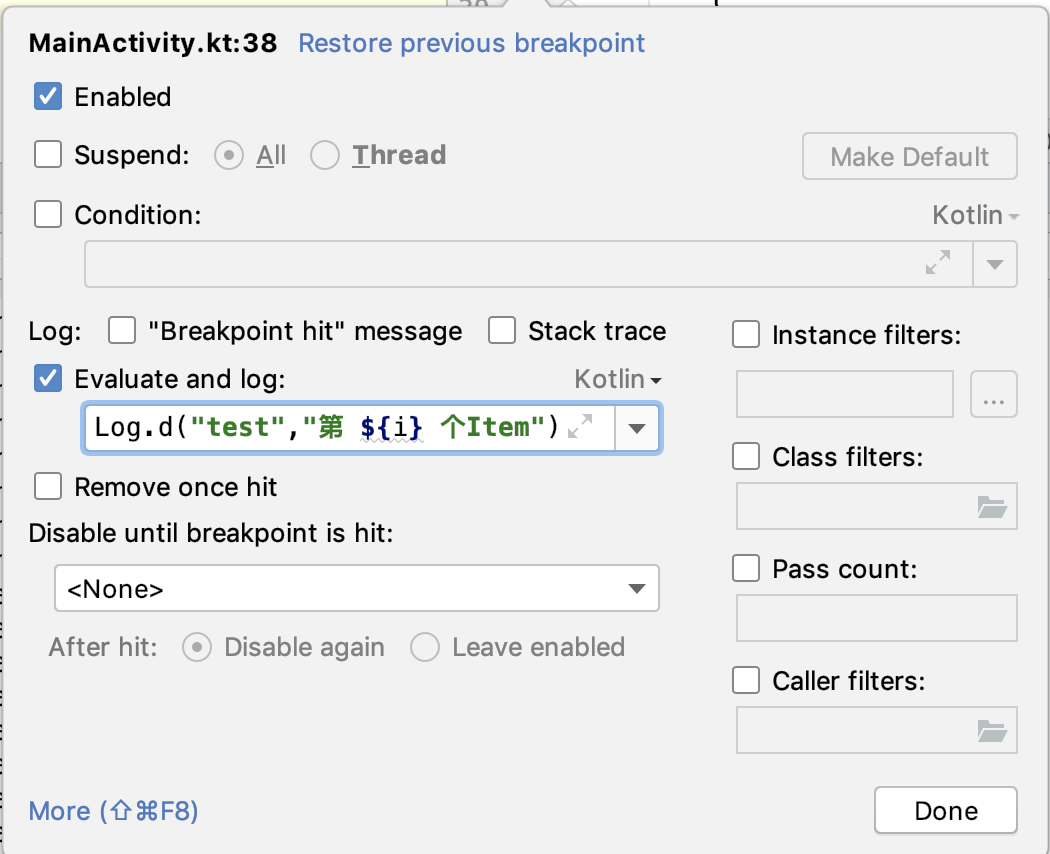 MainActivity.kt:38 Restore previous breakpoint
Enabled
Suspend: All Thread Make Default
Condition: Kotlin
Log: "Breakpoint hit" message Stack trace
Evaluate and log: Kotlin
Log.d("test","第 ${i} 个Item")
Remove once hit
Disable until breakpoint is hit:
<None>
After hit: Disable again Leave enabled
Instance filters:
...
Class filters:
Pass count:
Caller filters:
More (⇧⌘F8) Done